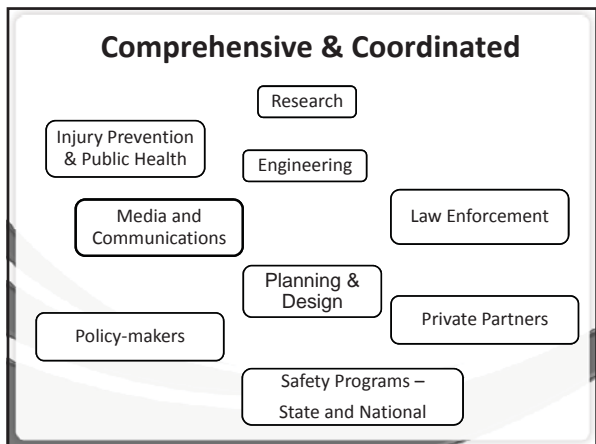 Comprehensive & Coordinated
Research
Injury Prevention
& Public Health
Engineering
Media and
Communications
Law Enforcement
Planning &
Design
Private Partners
Policy-makers
Safety Programs –
State and National